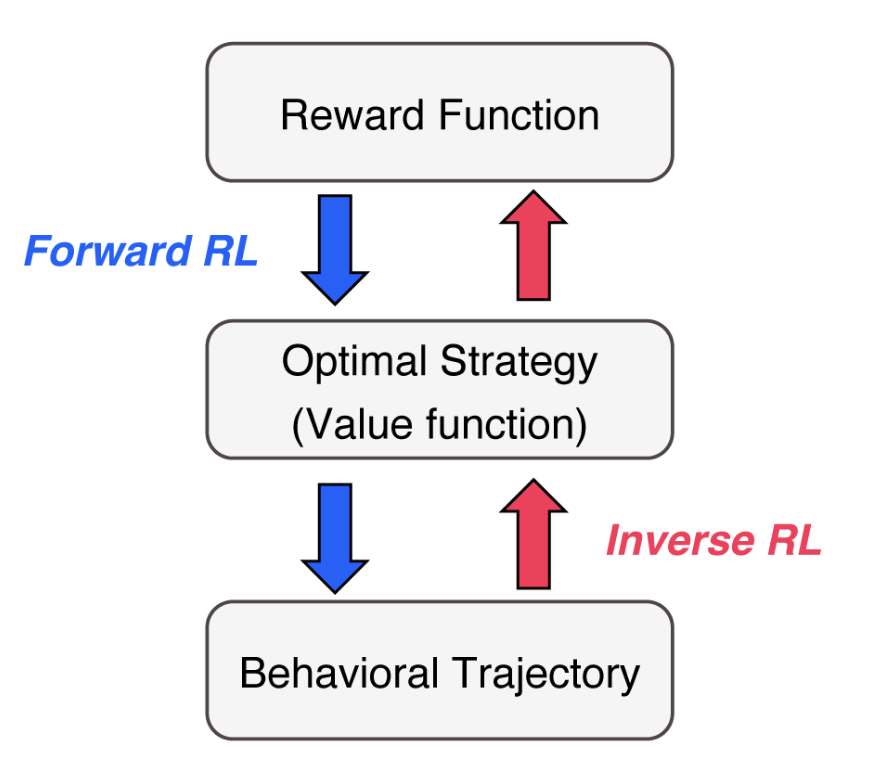 Reward Function
Forward RL
Optimal Strategy
(Value function)
Inverse RL
Behavioral Trajectory